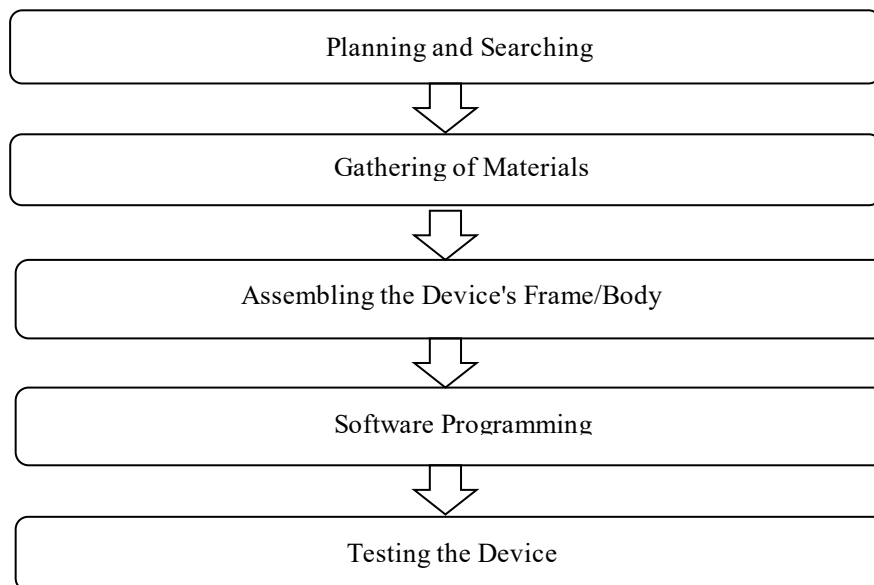 Planning and Searching
Gathering of Materials
Assembling the Device's Frame/Body
Software Programming
Testing the Device